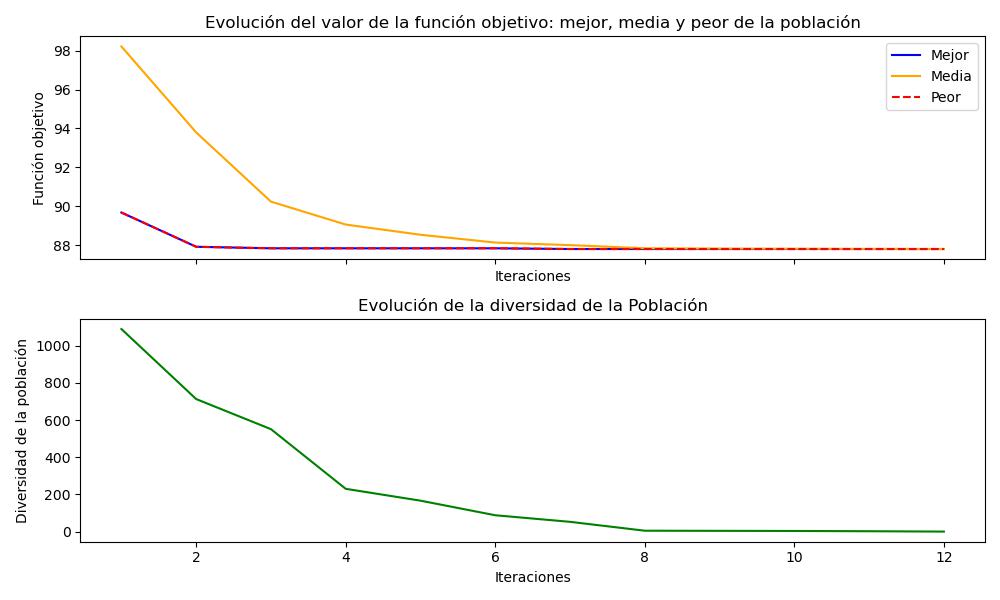 Evolución del valor de la función objetivo: mejor, media y peor de la población
Función objetivo
98
96
94
92
90
88
Mejor
Media
Peor
Iteraciones
Evolución de la diversidad de la Población
Diversidad de la población
1000
800
600
400
200
0
2
4
6
8
10
12
Iteraciones